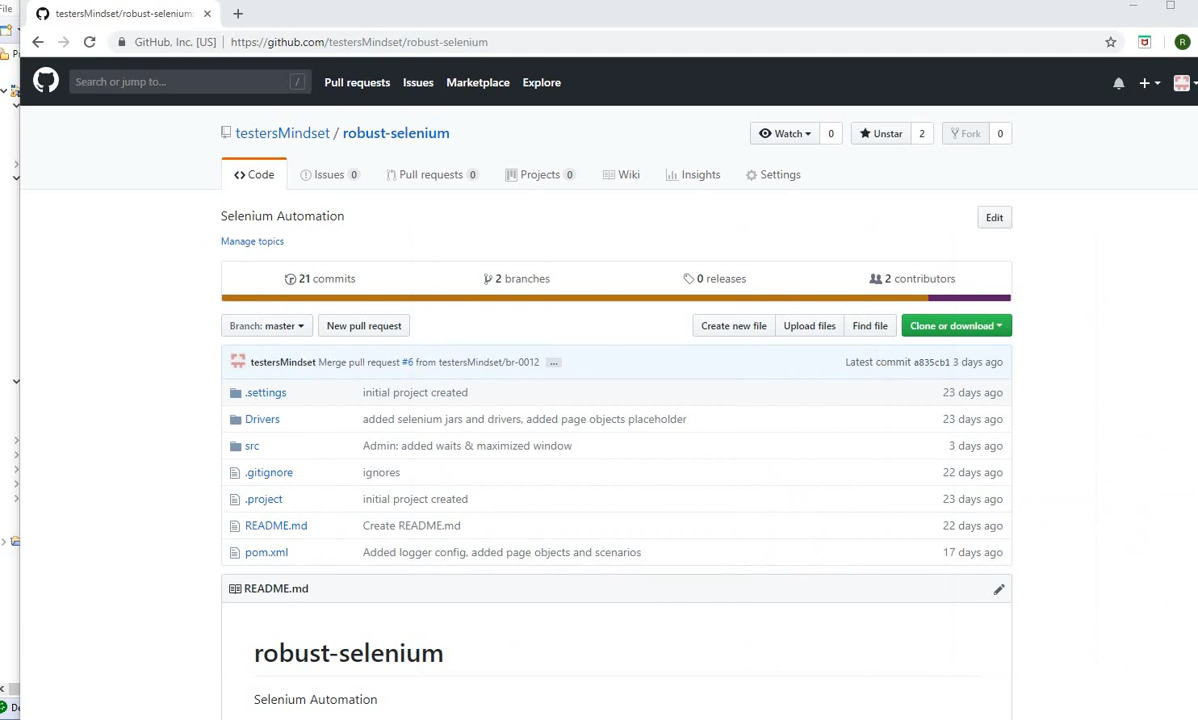 File
testersMindset/robust-selenium
GitHub, Inc. [US] | https://github.com/testersMindset/robust-selenium
R
Search or jump to... /
Pull requests Issues Marketplace Explore
testersMindset / robust-selenium
Watch 0 Unstar 2 Fork 0
Code Issues 0 Pull requests 0 Projects 0 Wiki Insights Settings
Selenium Automation Edit
Manage topics
21 commits 2 branches 0 releases 2 contributors
Branch: master New pull request Create new file Upload files Find file Clone or download
testersMindset Merge pull request #6 from testersMindset/br-0012 ... Latest commit a835cb1 3 days ago
.settings initial project created 23 days ago
Drivers added selenium jars and drivers, added page objects placeholder 23 days ago
src Admin: added waits & maximized window 3 days ago
.gitignore ignores 22 days ago
.project initial project created 23 days ago
README.md Create README.md 22 days ago
pom.xml Added logger config, added page objects and scenarios 17 days ago
README.md
robust-selenium
Selenium Automation